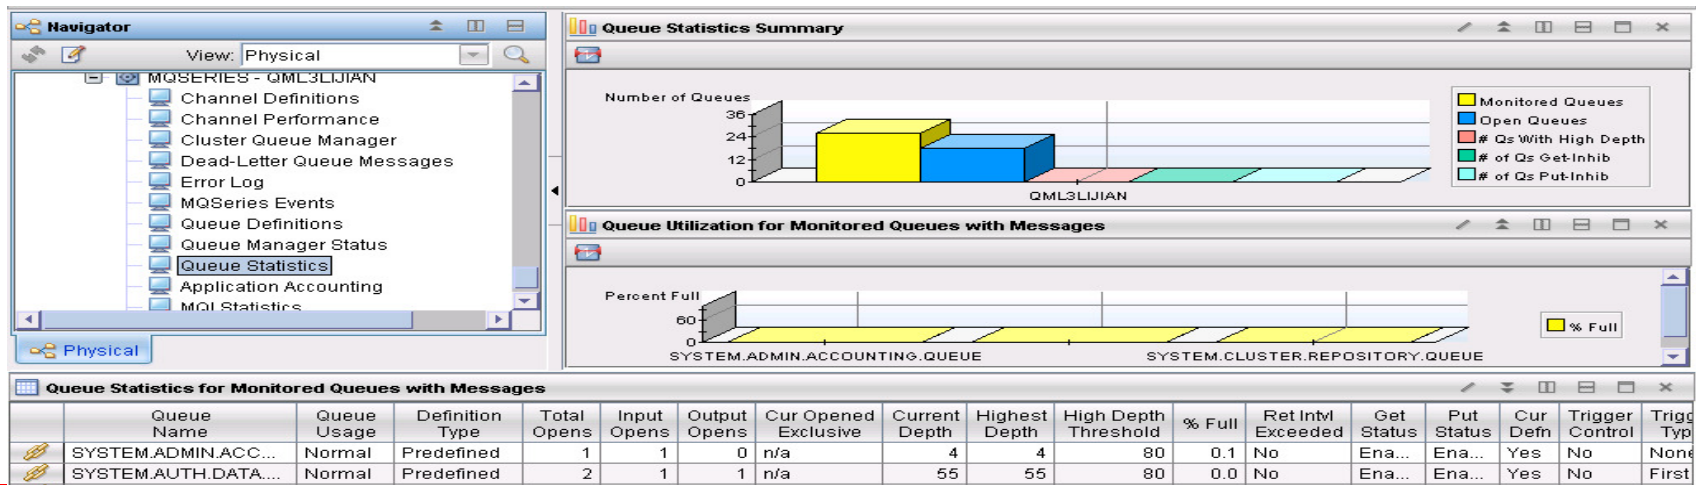 Navigator
View: Physical
MQSERIES - QML3LIJIAN
Channel Definitions
Channel Performance
Cluster Queue Manager
Dead-Letter Queue Messages
Error Log
MQSeries Events
Queue Definitions
Queue Manager Status
Queue Statistics
Application Accounting
MQI Statistics
Physical
Queue Statistics Summary
Number of Queues
36
24
12
0
QML3LIJIAN
Monitored Queues
Open Queues
# Qs With High Depth
# of Qs Get-Inhib
# of Qs Put-Inhib
Queue Utilization for Monitored Queues with Messages
Percent Full
60
0
SYSTEM.ADMIN.ACCOUNTING.QUEUE SYSTEM.CLUSTER.REPOSITORY.QUEUE
% Full
Queue Statistics for Monitored Queues with Messages
Queue Name Queue Usage Definition Type Total Opens Input Opens Output Opens Cur Opened Exclusive Current Depth Highest Depth High Depth Threshold % Full Ret Intvl Exceeded Get Status Put Status Cur Defn Trigger Control Trigg Typ
SYSTEM.ADMIN.ACC... Normal Predefined 1 1 0 n/a 4 4 80 0.1 No Ena... Ena... Yes No None
SYSTEM.AUTH.DATA.... Normal Predefined 2 1 1 n/a 55 55 80 0.0 No Ena... Ena... Yes No First